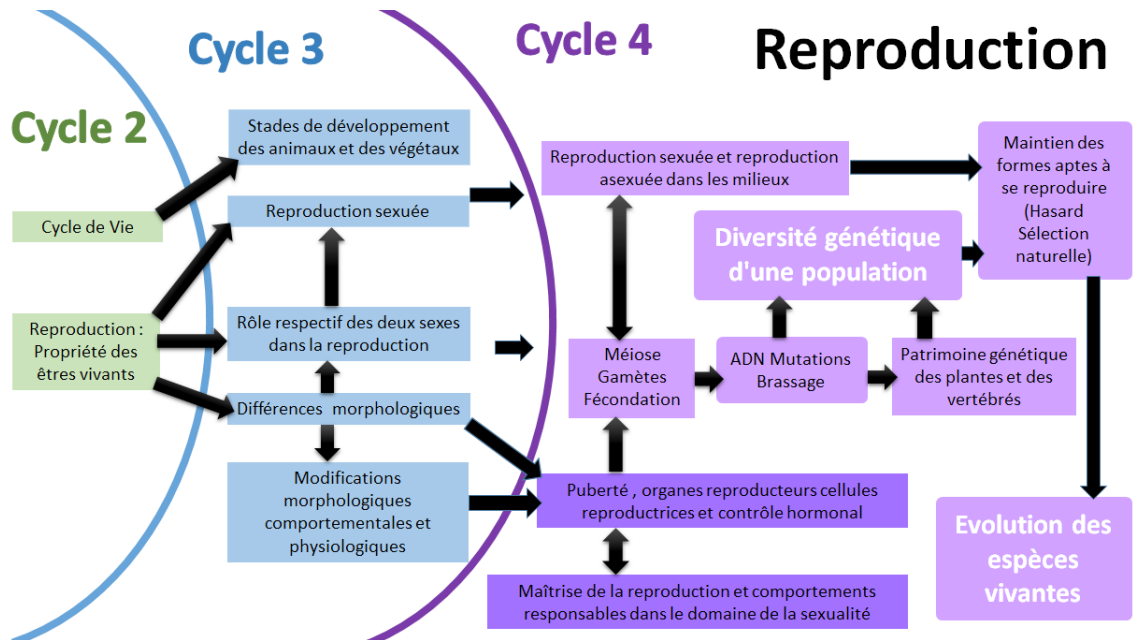 Reproduction
Cycle 2
Cycle de Vie
Reproduction :
Propriété des
êtres vivants
Cycle 3
Stades de développement
des animaux et des végétaux
Reproduction sexuée
Rôle respectif des deux sexes
dans la reproduction
Différences morphologiques
Modifications
morphologiques
comportementales et
physiologiques
Cycle 4
Reproduction sexuée et reproduction
asexuée dans les milieux
Maintien des
formes aptes à
se reproduire
(Hasard
Sélection
naturelle)
Diversité génétique
d'une population
Méiose
Gamètes
Fécondation
ADN Mutations
Brassage
Patrimoine génétique
des plantes et des
vertébrés
Puberté , organes reproducteurs cellules
reproductrices et contrôle hormonal
Maîtrise de la reproduction et comportements
responsables dans le domaine de la sexualité
Evolution des
espèces
vivantes